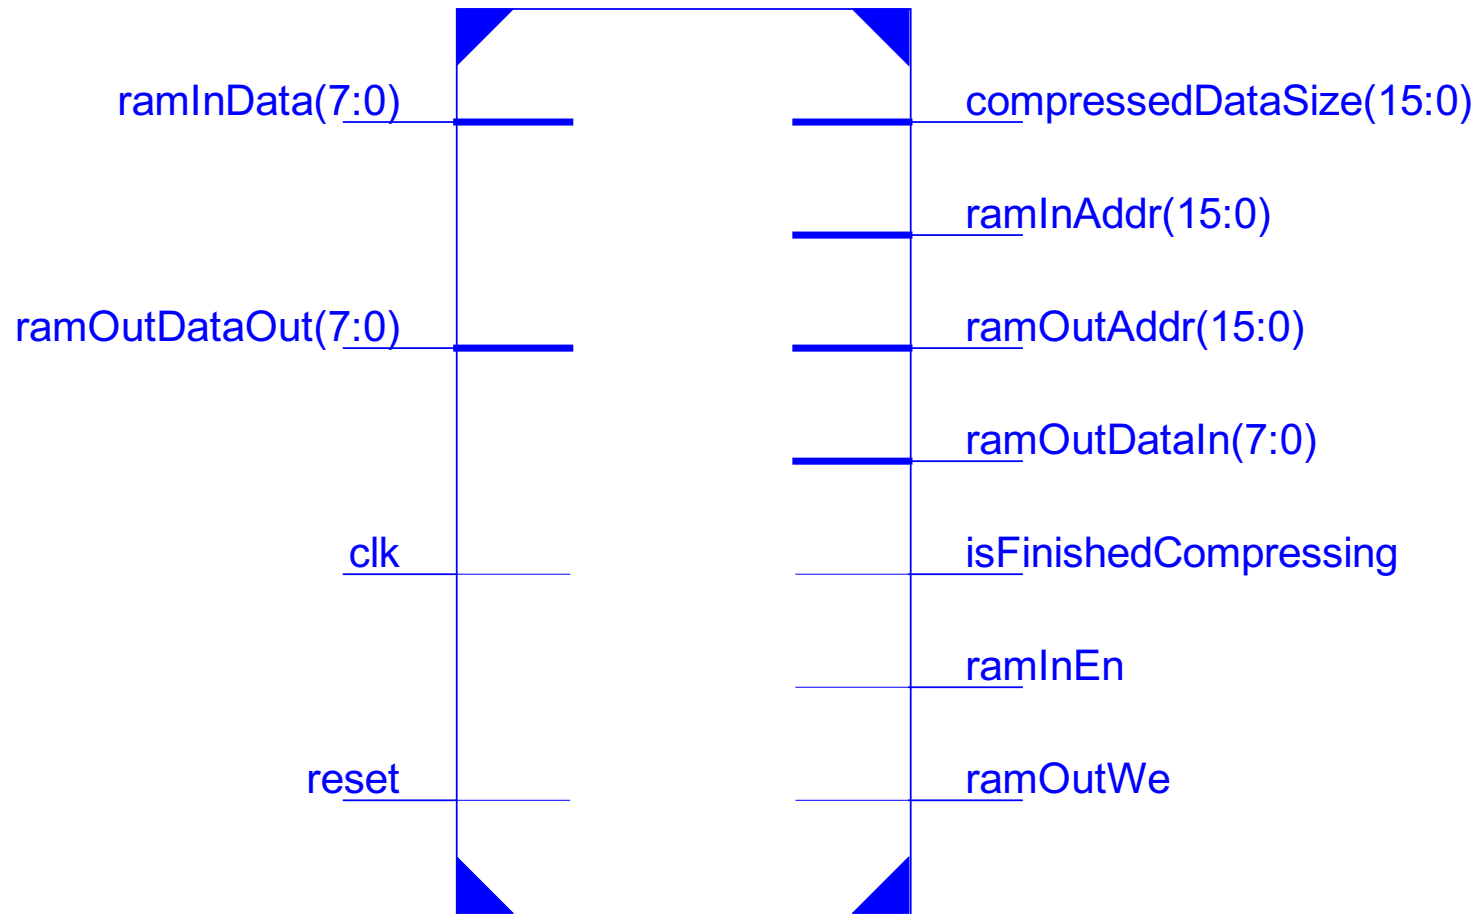 ramInData(7:0)
ramOutDataOut(7:0)
clk
reset
compressedDataSize(15:0)
ramInAddr(15:0)
ramOutAddr(15:0)
ramOutDataIn(7:0)
isFinishedCompressing
ramInEn
ramOutWe